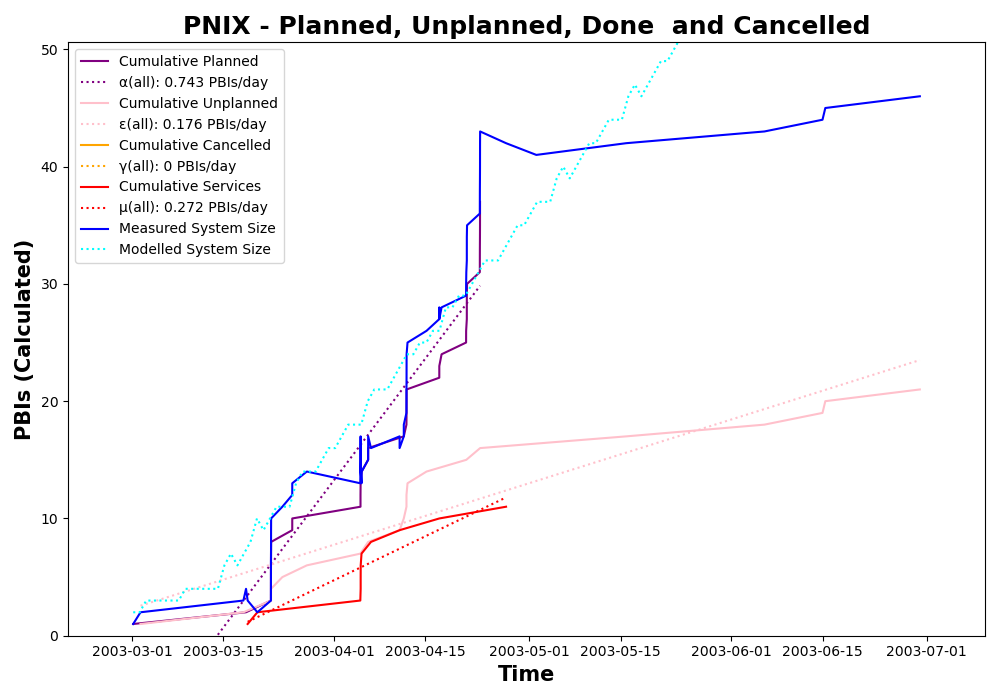 PNIX - Planned, Unplanned, Done  and Cancelled
Cumulative Planned
α(all): 0.743 PBIs/day
Cumulative Unplanned
ε(all): 0.176 PBIs/day
Cumulative Cancelled
γ(all): 0 PBIs/day
Cumulative Services
μ(all): 0.272 PBIs/day
Measured System Size
Modelled System Size
PBIs (Calculated)
50
40
30
20
10
0
2003-03-01 2003-03-15 2003-04-01 2003-04-15 2003-05-01 2003-05-15 2003-06-01 2003-06-15 2003-07-01
Time